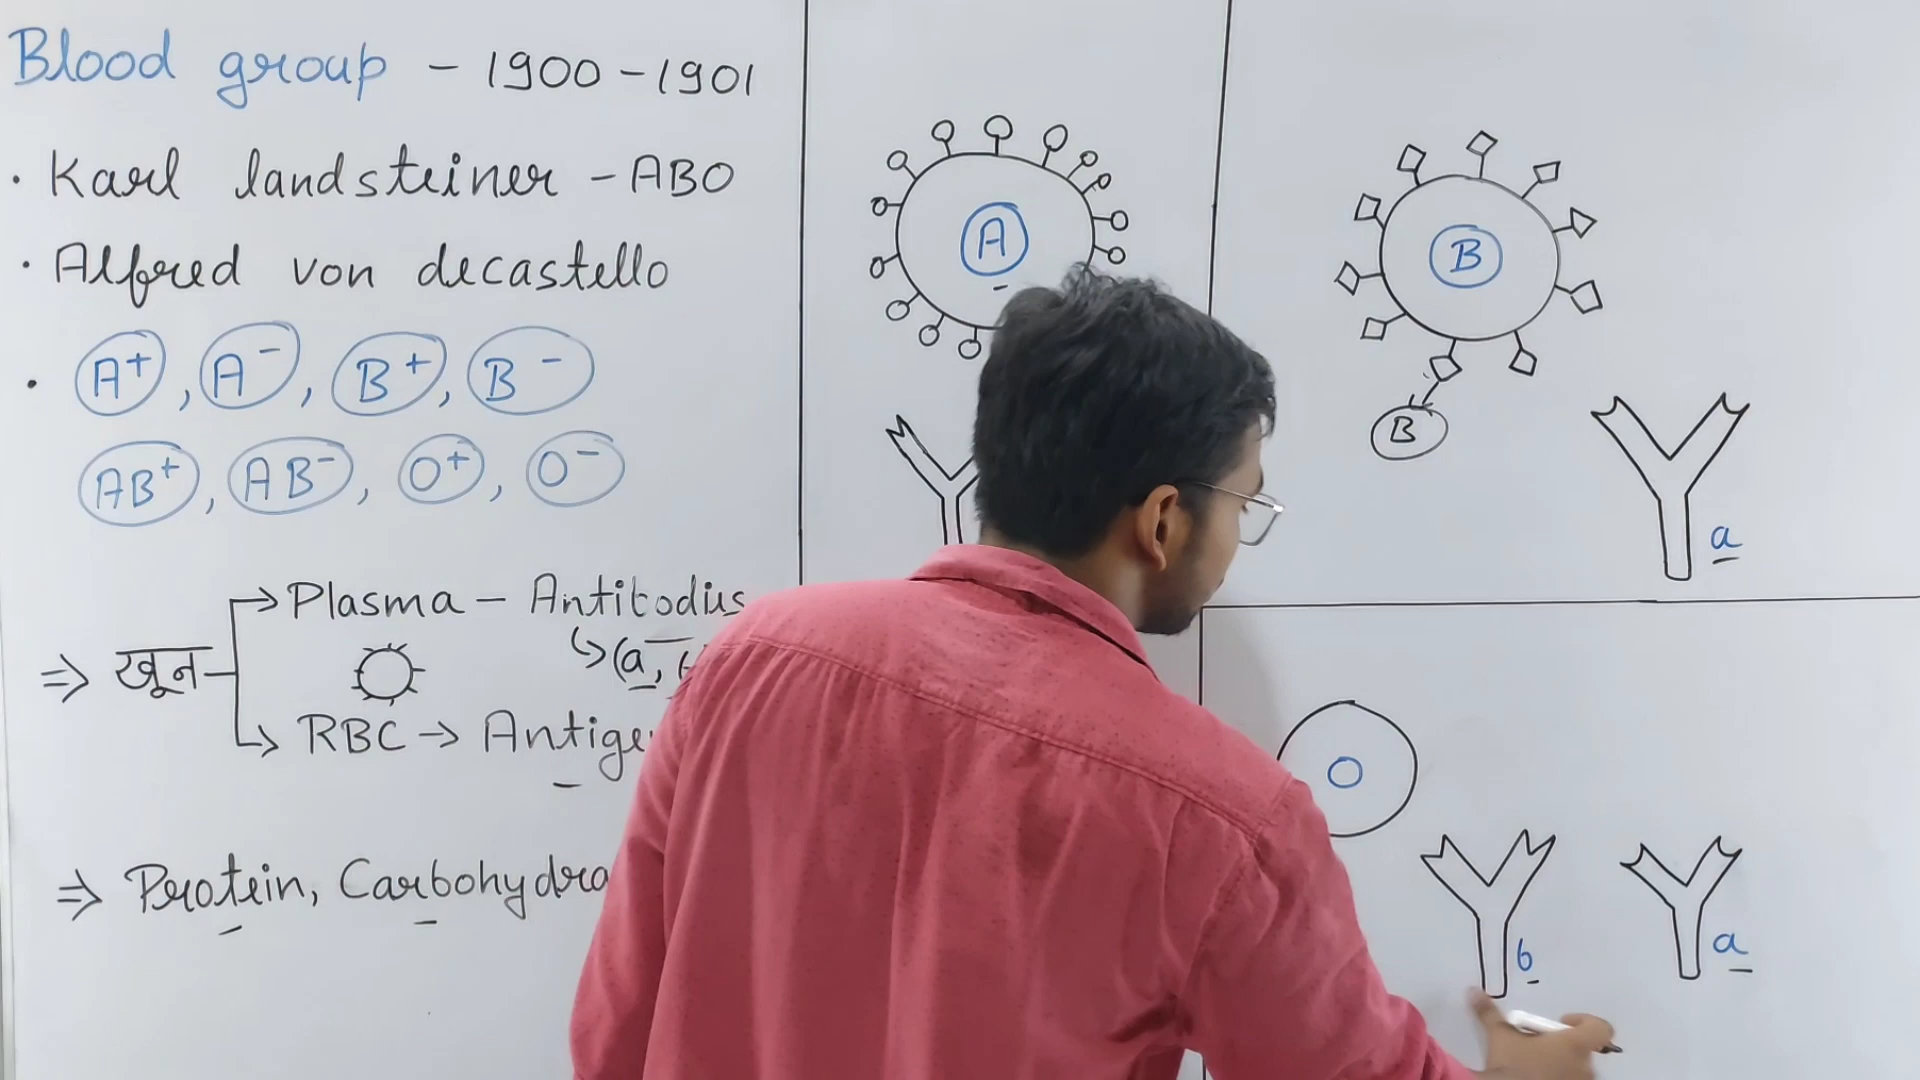 Blood group - 1900-1901
· Karl landsteiner - ABO
· Alfred von decastello
· A+, A-, B+, B-
AB+, AB-, O+, O-
⇒ खून
→ Plasma - Antibodies
↳ (a,
→ RBC → Antige
⇒ Protein, Carbohydra
A
B
B
a
O
b
a